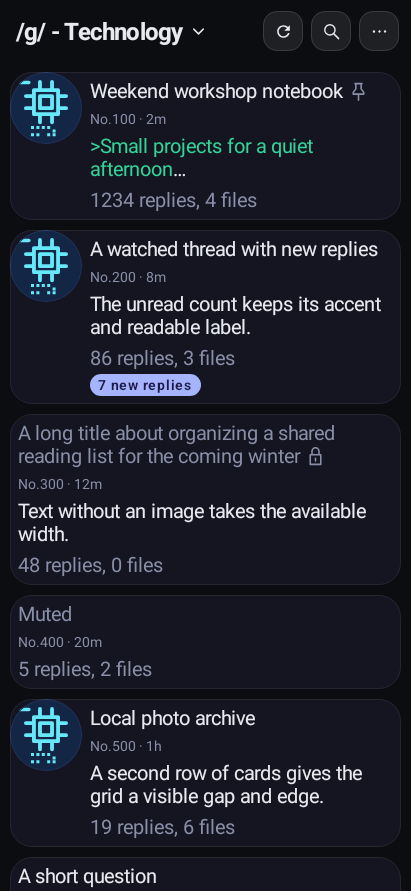 /g/ - Technology
Weekend workshop notebook
No.100 · 2m
>Small projects for a quiet
afternoon…
1234 replies, 4 files
A watched thread with new replies
No.200 · 8m
The unread count keeps its accent
and readable label.
86 replies, 3 files
7 new replies
A long title about organizing a shared
reading list for the coming winter
No.300 · 12m
Text without an image takes the available
width.
48 replies, 0 files
Muted
No.400 · 20m
5 replies, 2 files
Local photo archive
No.500 · 1h
A second row of cards gives the
grid a visible gap and edge.
19 replies, 6 files
A short question